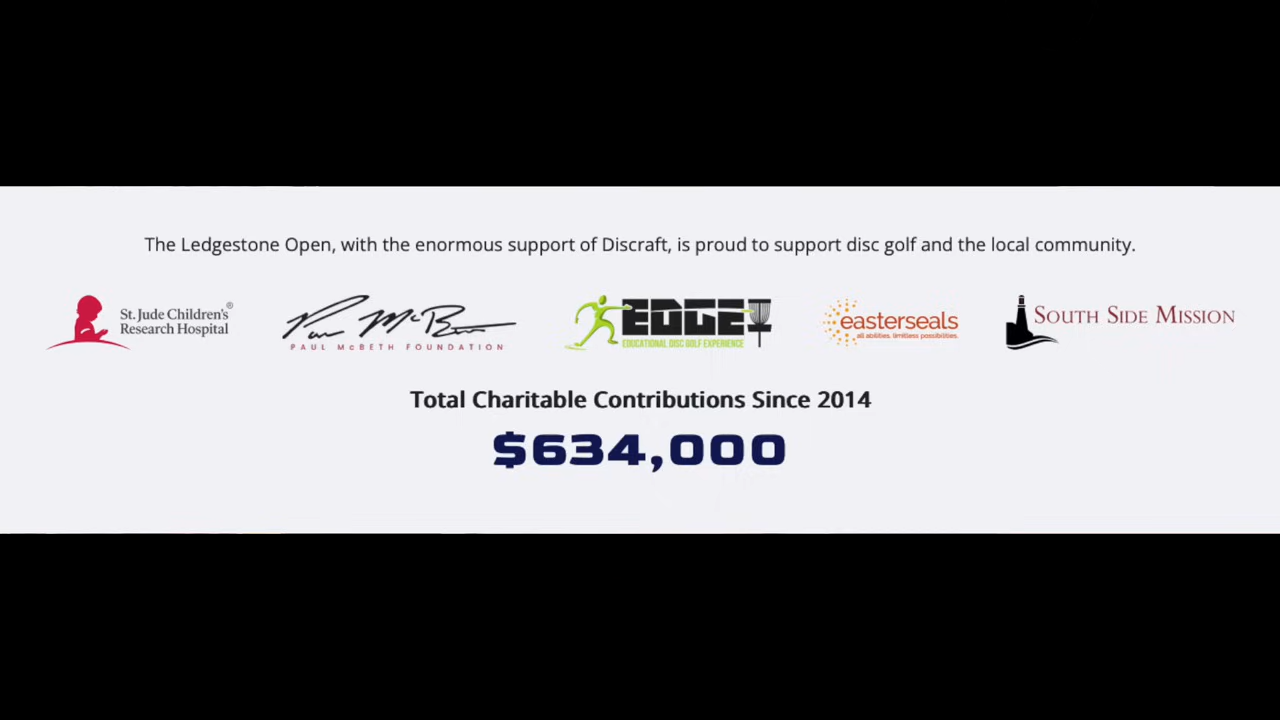 The Ledgestone Open, with the enormous support of Discraft, is proud to support disc golf and the local community.
St. Jude Children's®
Research Hospital
Paul McBeth
PAUL McBETH FOUNDATION
EDGE
EDUCATIONAL DISC GOLF EXPERIENCE
easterseals
all abilities. limitless possibilities.
SOUTH SIDE MISSION
Total Charitable Contributions Since 2014
$634,000